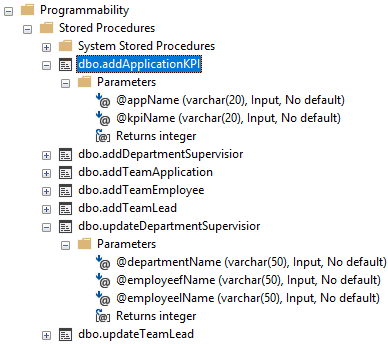 Programmability
Stored Procedures
System Stored Procedures
dbo.addApplicationKPI
Parameters
@appName (varchar(20), Input, No default)
@kpiName (varchar(20), Input, No default)
Returns integer
dbo.addDepartmentSupervisior
dbo.addTeamApplication
dbo.addTeamEmployee
dbo.addTeamLead
dbo.updateDepartmentSupervisior
Parameters
@departmentName (varchar(50), Input, No default)
@employeefName (varchar(50), Input, No default)
@employeelName (varchar(50), Input, No default)
Returns integer
dbo.updateTeamLead